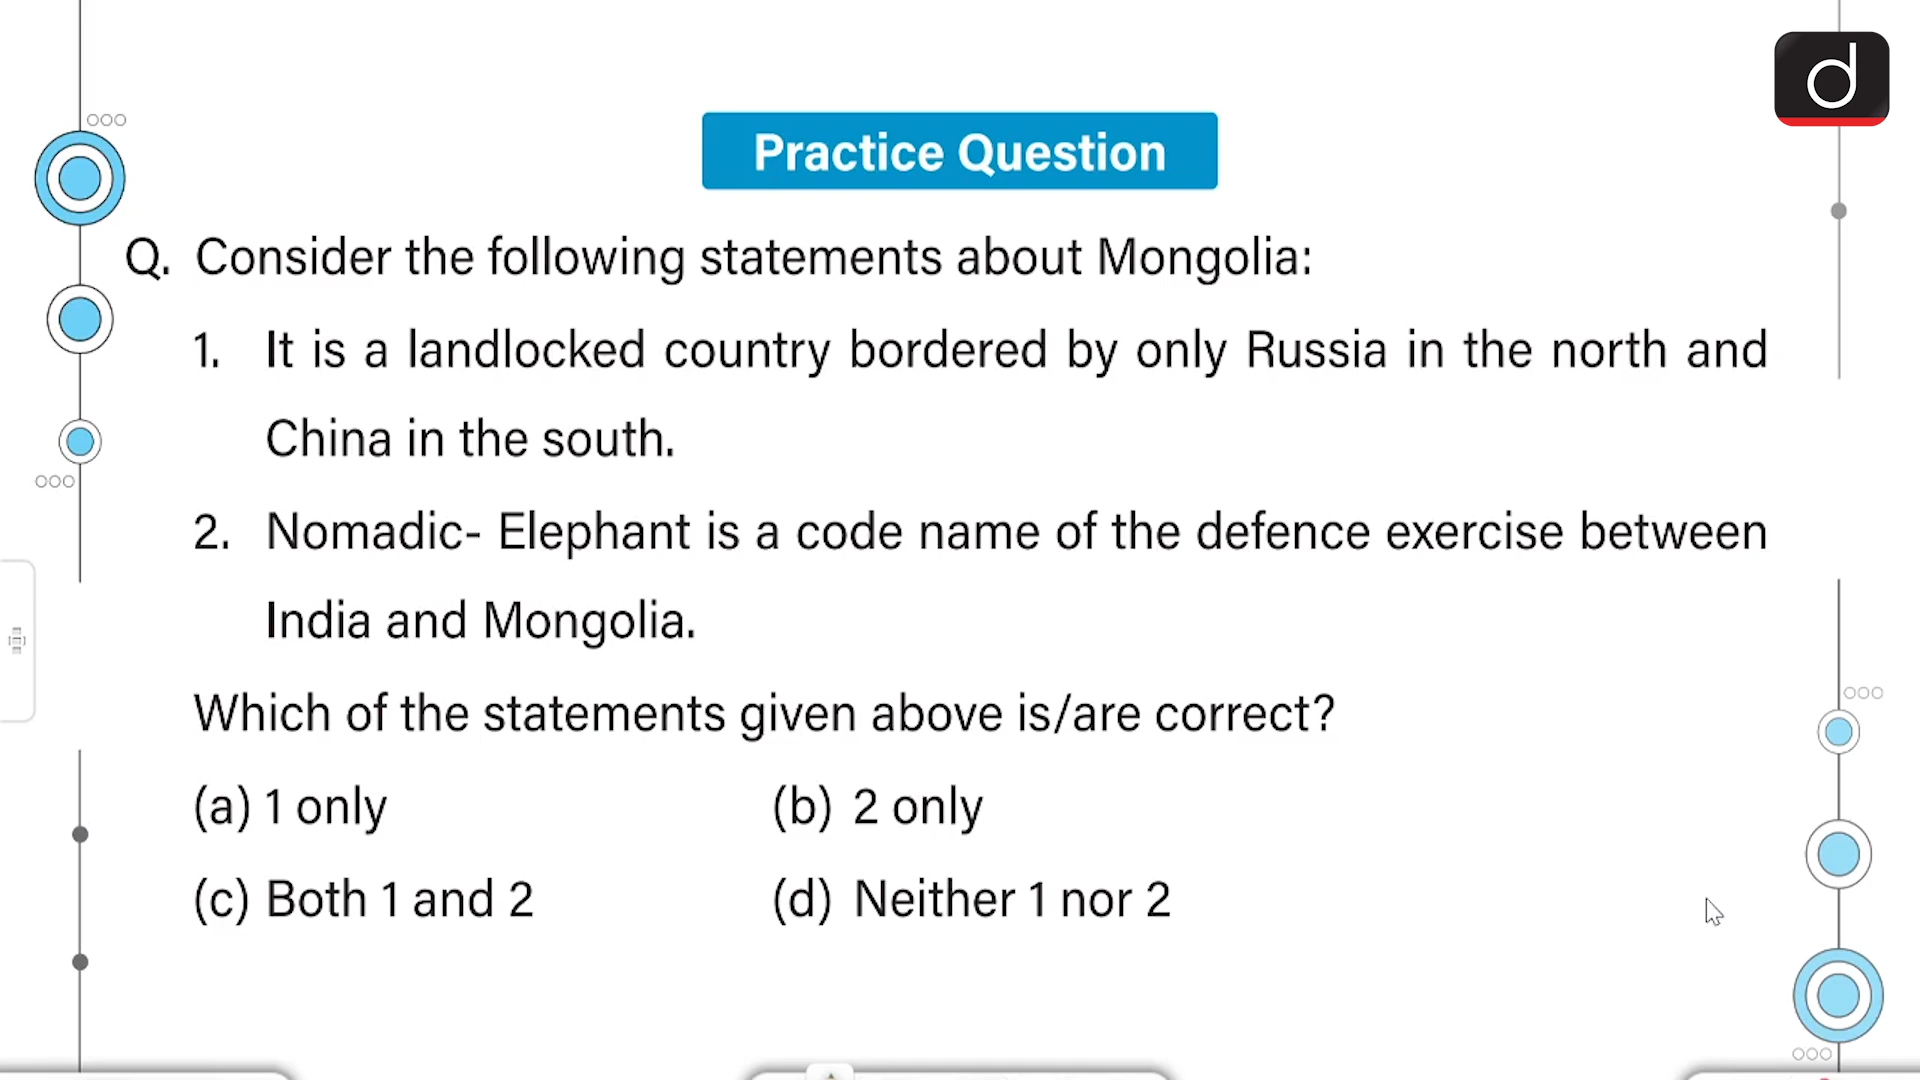 d
Practice Question
Q. Consider the following statements about Mongolia:
1. It is a landlocked country bordered by only Russia in the north and
China in the south.
2. Nomadic- Elephant is a code name of the defence exercise between
India and Mongolia.
Which of the statements given above is/are correct?
(a) 1 only (b) 2 only
(c) Both 1 and 2 (d) Neither 1 nor 2